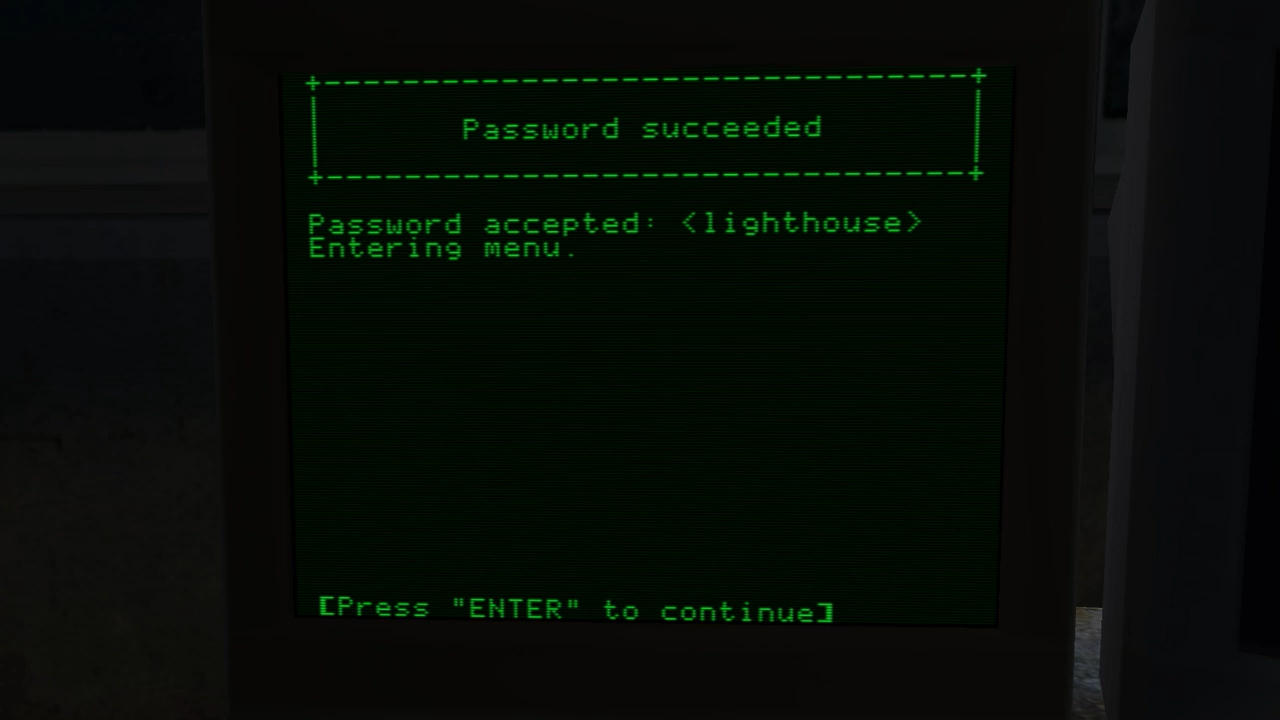 Password succeeded
Password accepted: <lighthouse>
Entering menu.
[Press "ENTER" to continue]